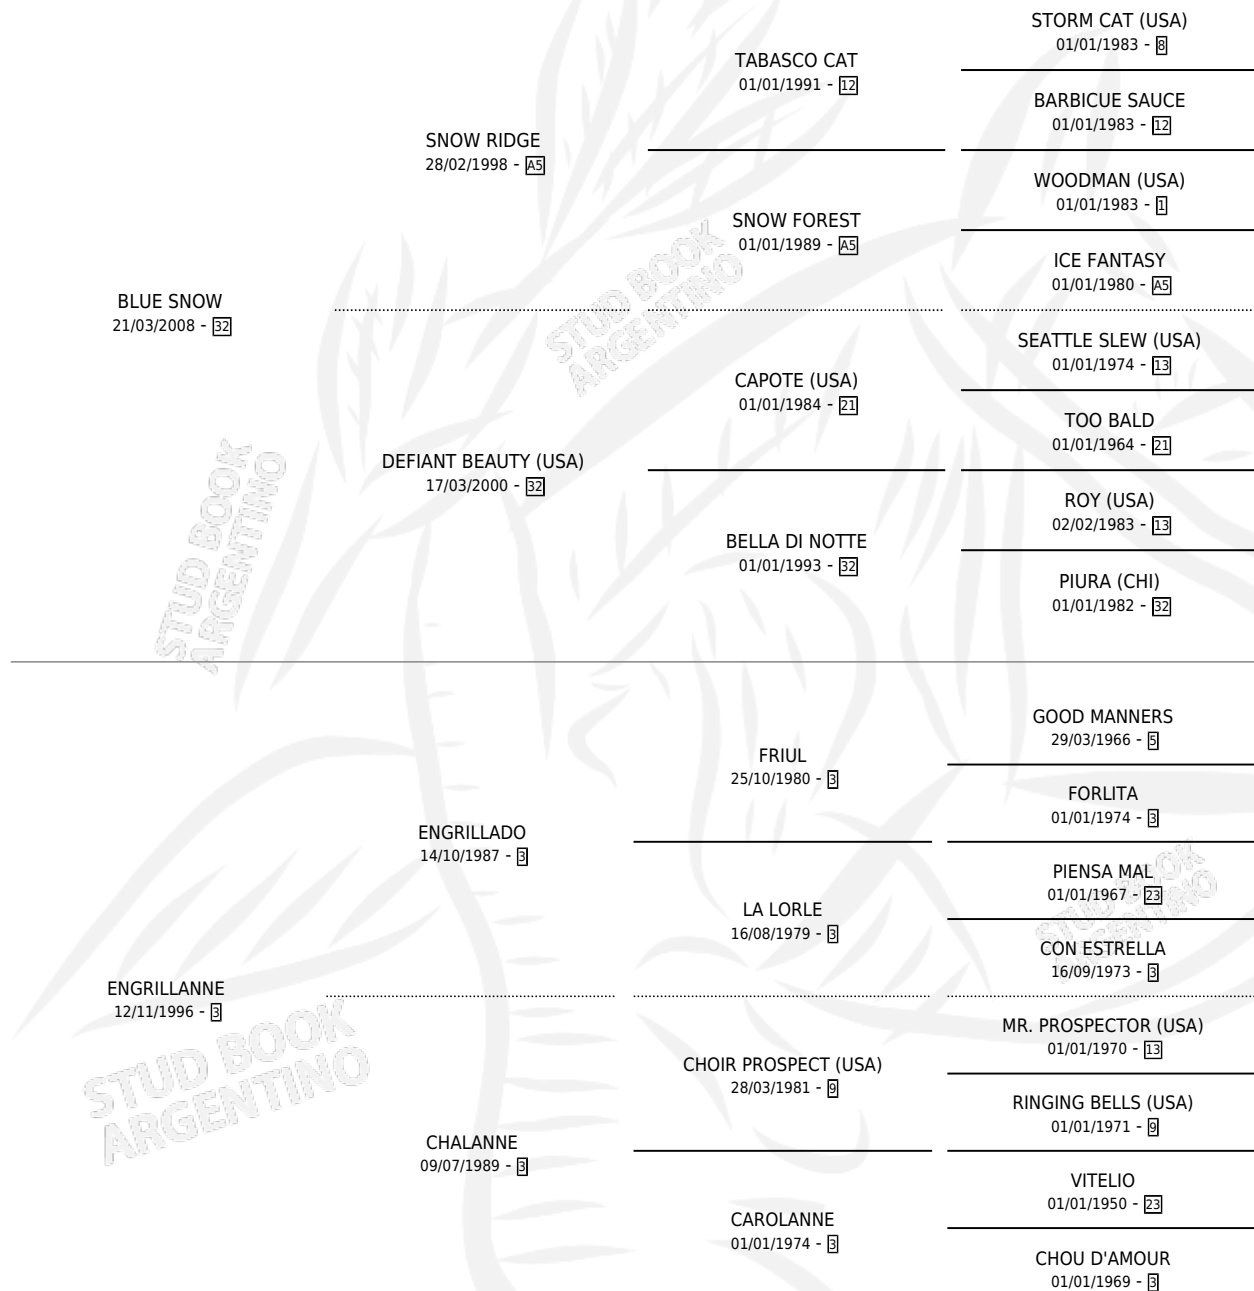 STORM CAT (USA)
01/01/1983 - 8
TABASCO CAT
01/01/1991 - 12
BARBICUE SAUCE
01/01/1983 - 12
SNOW RIDGE
28/02/1998 - A5
WOODMAN (USA)
01/01/1983 - 1
SNOW FOREST
01/01/1989 - A5
ICE FANTASY
01/01/1980 - A5
BLUE SNOW
21/03/2008 - 32
STUD BOOK
ARGENTINO
SEATTLE SLEW (USA)
01/01/1974 - 13
CAPOTE (USA)
01/01/1984 - 21
TOO BALD
01/01/1964 - 21
DEFIANT BEAUTY (USA)
17/03/2000 - 32
ROY (USA)
02/02/1983 - 13
BELLA DI NOTTE
01/01/1993 - 32
PIURA (CHI)
01/01/1982 - 32
STUD BOOK
ARGENTINO
GOOD MANNERS
29/03/1966 - 5
FRIUL
25/10/1980 - 3
FORLITA
01/01/1974 - 3
ENGRILLADO
14/10/1987 - 3
PIENSA MAL
01/01/1967 - 23
LA LORLE
16/08/1979 - 3
CON ESTRELLA
16/09/1973 - 3
STUD BOOK
ARGENTINO
ENGRILLANNE
12/11/1996 - 3
MR. PROSPECTOR (USA)
01/01/1970 - 13
CHOIR PROSPECT (USA)
28/03/1981 - 9
RINGING BELLS (USA)
01/01/1971 - 9
STUD BOOK
ARGENTINO
CHALANNE
09/07/1989 - 3
VITELIO
01/01/1950 - 23
CAROLANNE
01/01/1974 - 3
CHOU D'AMOUR
01/01/1969 - 3